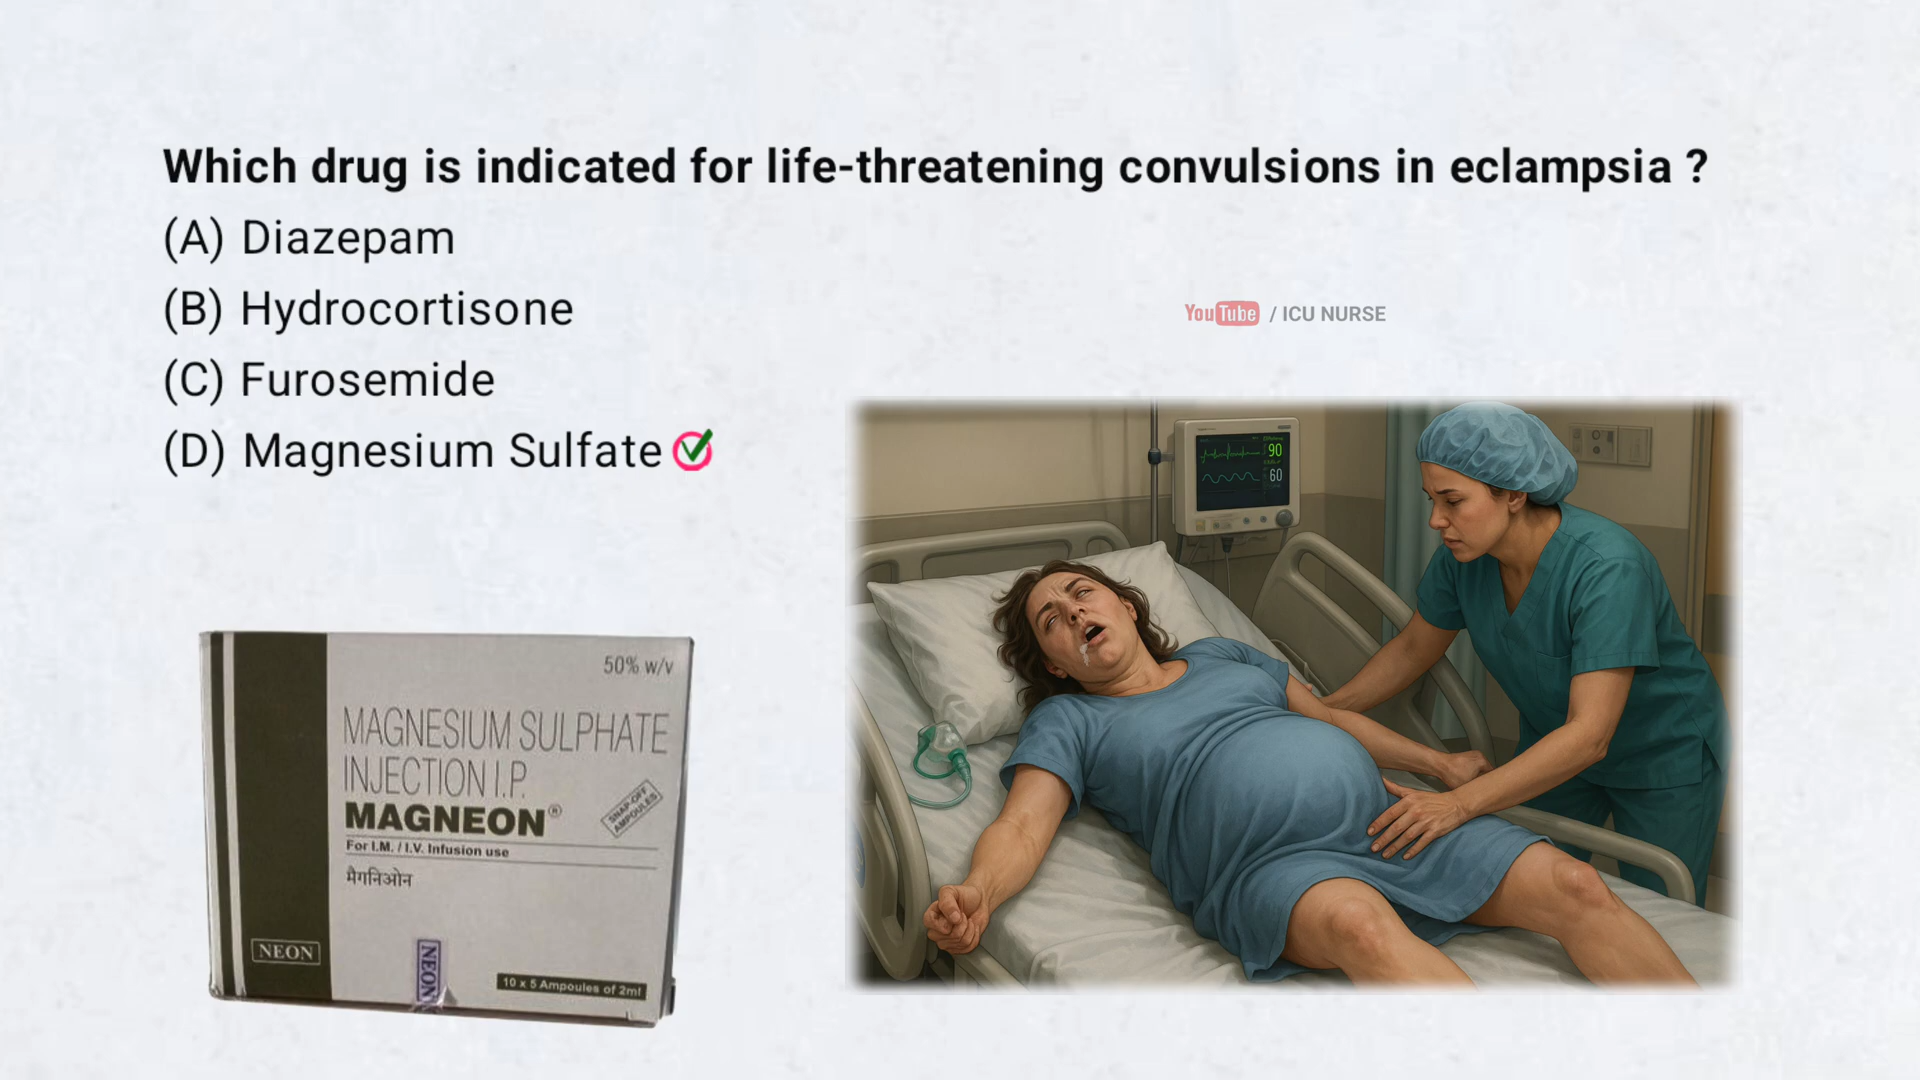 Which drug is indicated for life-threatening convulsions in eclampsia ?
(A) Diazepam
(B) Hydrocortisone
(C) Furosemide
(D) Magnesium Sulfate
YouTube / ICU NURSE
90
60
50% w/v
MAGNESIUM SULPHATE
INJECTION I.P.
MAGNEON®
SNAP-OFF
AMPOULES
For I.M. / I.V. Infusion use
मैगनिओन
NEON
NEON
10 x 5 Ampoules of 2ml